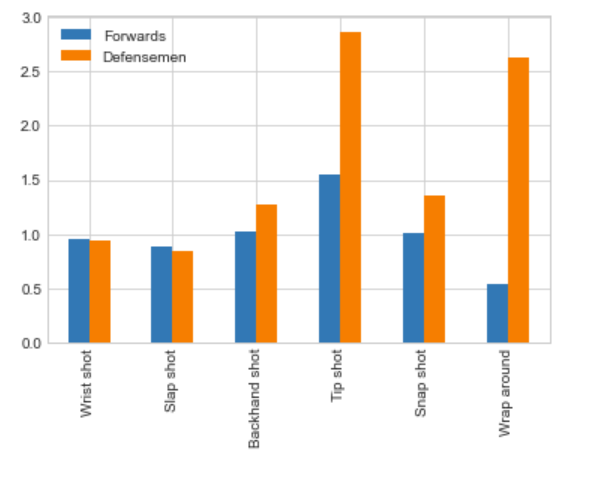 3.0
2.5
2.0
1.5
1.0
0.5
0.0
Forwards
Defensemen
Wrist shot
Slap shot
Backhand shot
Tip shot
Snap shot
Wrap around